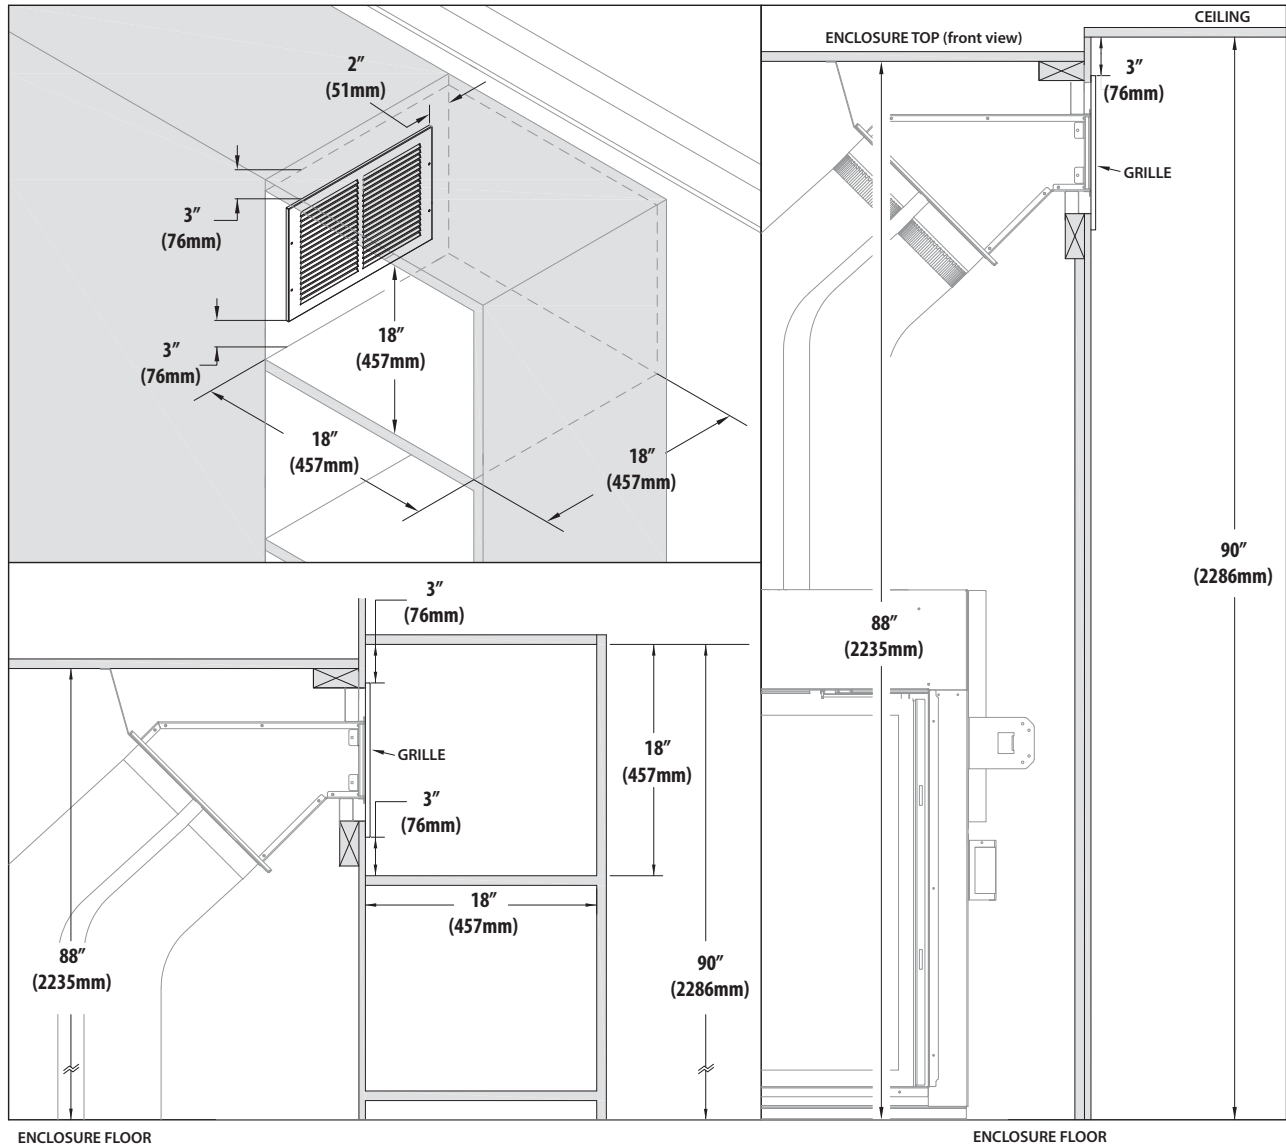 2″
(51mm)
3″
(76mm)
3″
(76mm)
18″
(457mm)
18″
(457mm)
18″
(457mm)
CEILING
ENCLOSURE TOP (front view)
3″
(76mm)
GRILLE
90″
(2286mm)
88″
(2235mm)
ENCLOSURE FLOOR
3″
(76mm)
GRILLE
3″
(76mm)
18″
(457mm)
18″
(457mm)
88″
(2235mm)
90″
(2286mm)
ENCLOSURE FLOOR